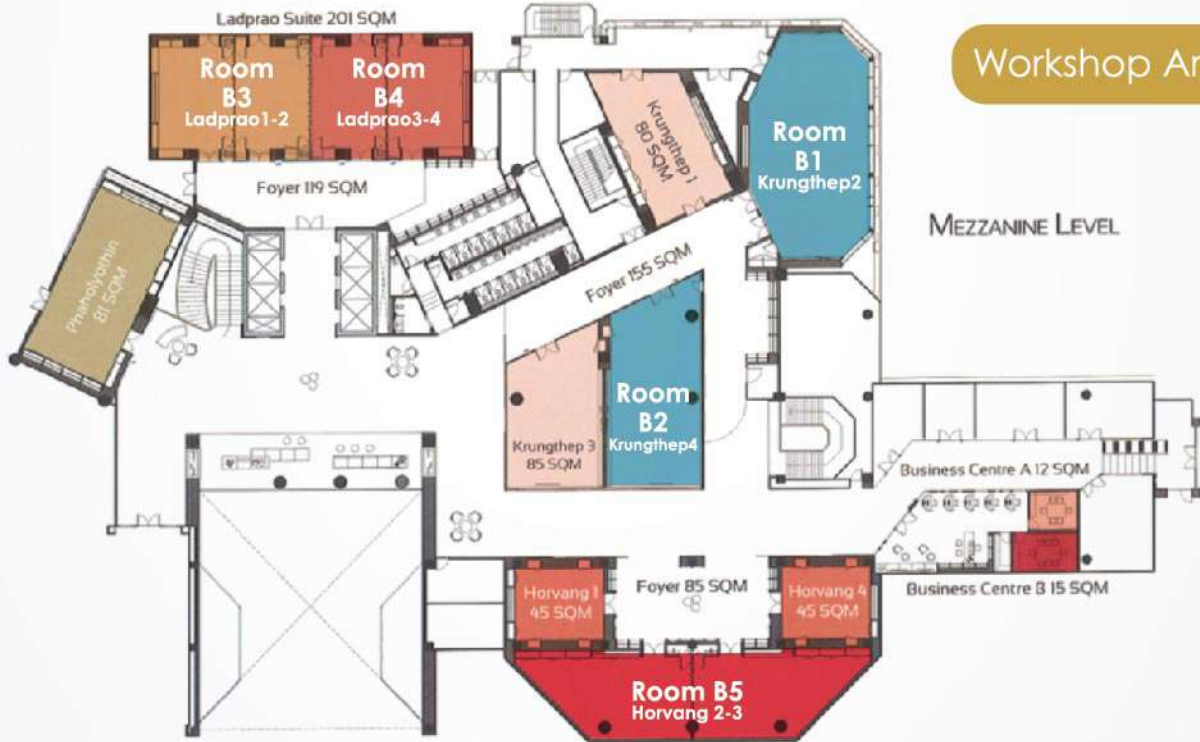 Ladprao Suite 201 SQM
Workshop Ar
Room
B3
Ladprao1-2
Room
B4
Ladprao3-4
Krungthep 1
80 SQM
Room
B1
Krungthep2
Foyer 119 SQM
MEZZANINE LEVEL
Phaholyothin
81 SQM
Foyer 155 SQM
Room
B2
Krungthep4
Krungthep 3
85 SQM
Business Centre A 12 SQM
Horvang 1
45 SQM
Foyer 85 SQM
Horvang 4
45 SQM
Business Centre B 15 SQM
Room B5
Horvang 2-3